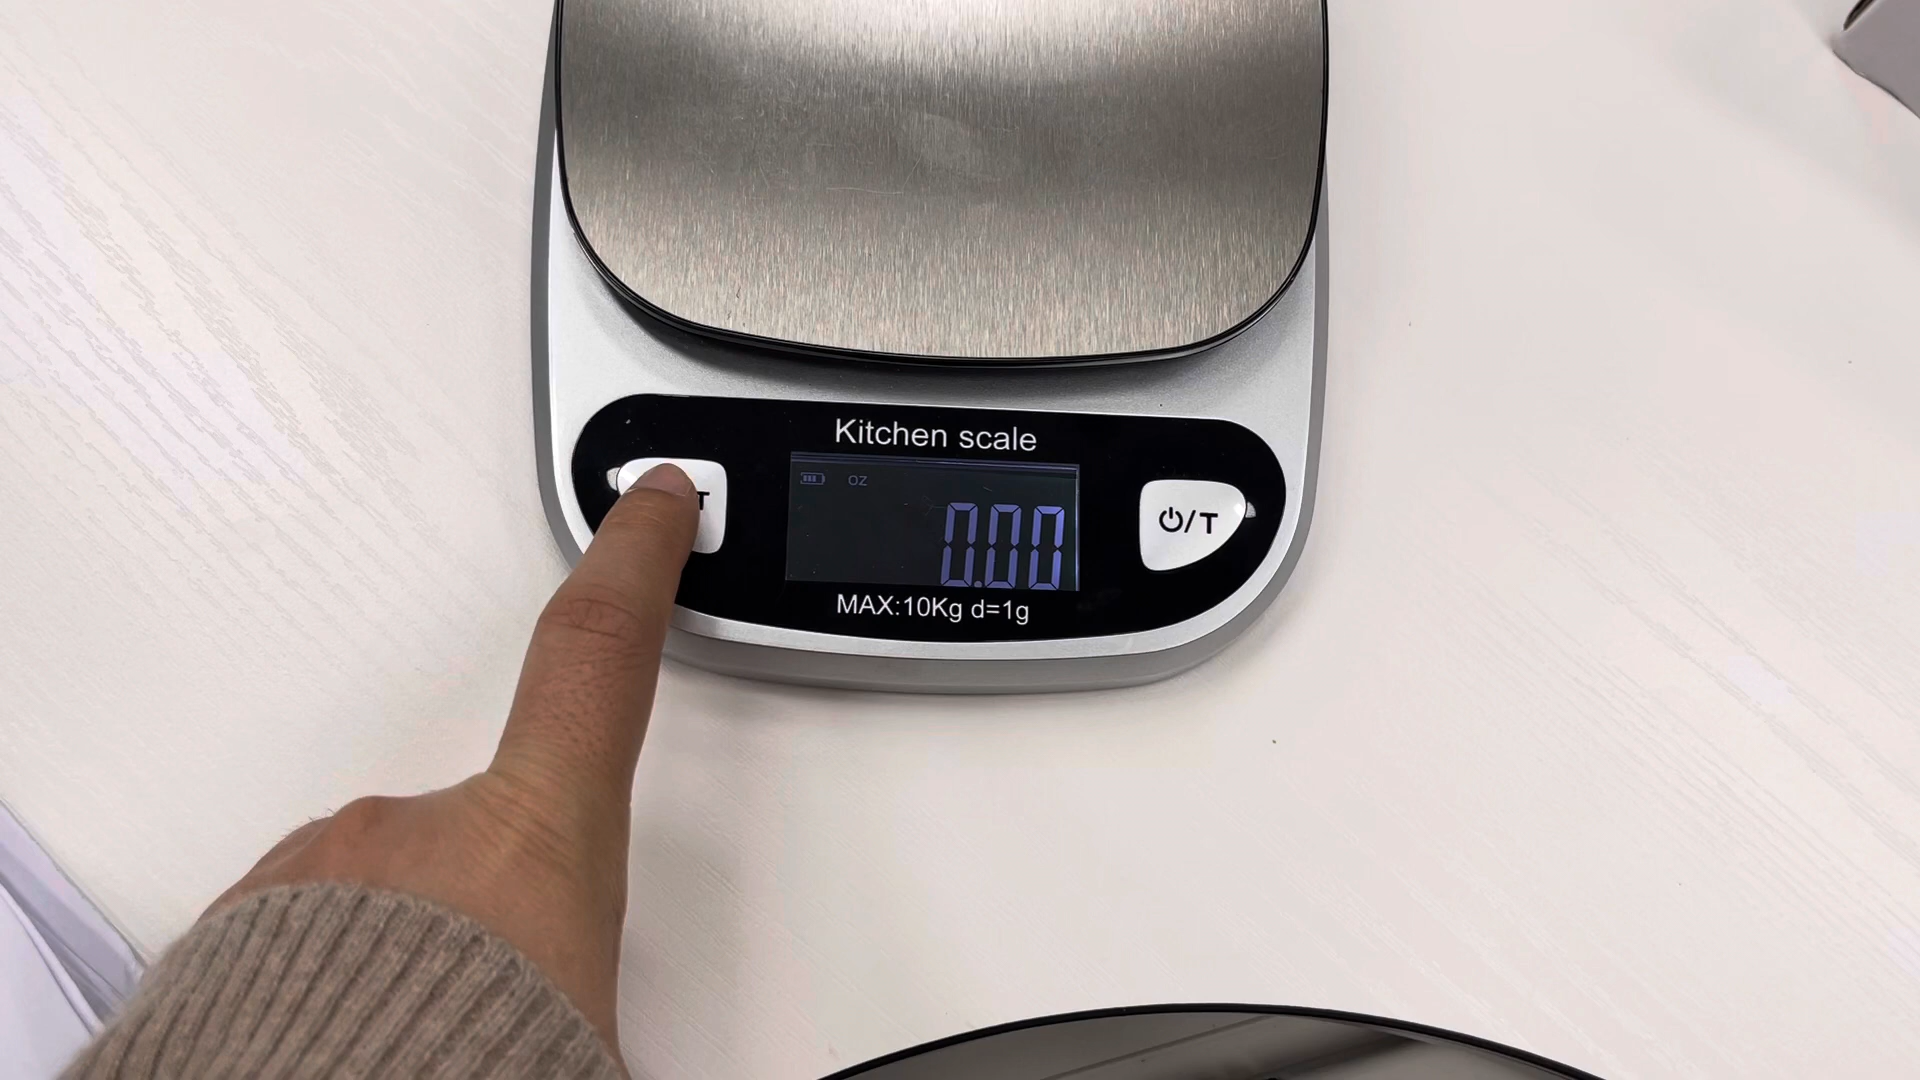 Kitchen scale
oz
0.00
T
⏻/T
MAX:10Kg d=1g